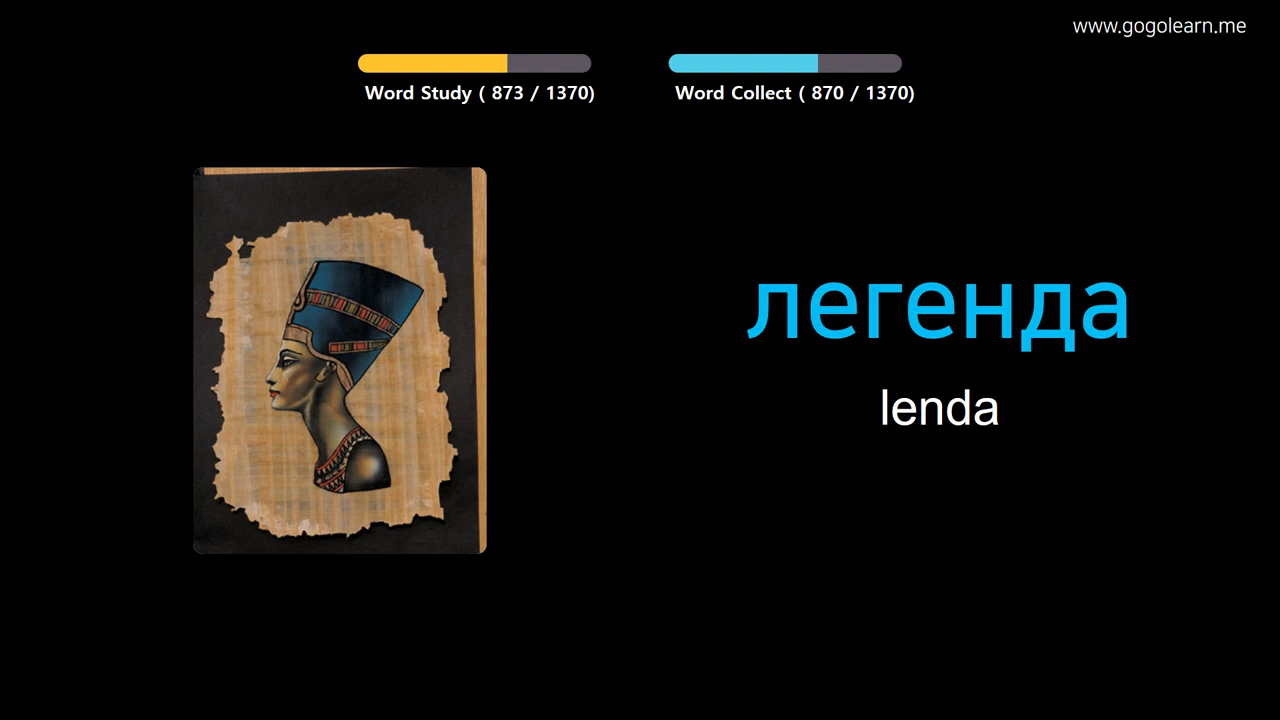 www.gogolearn.me
Word Study ( 873 / 1370)
Word Collect ( 870 / 1370)
легенда
lenda